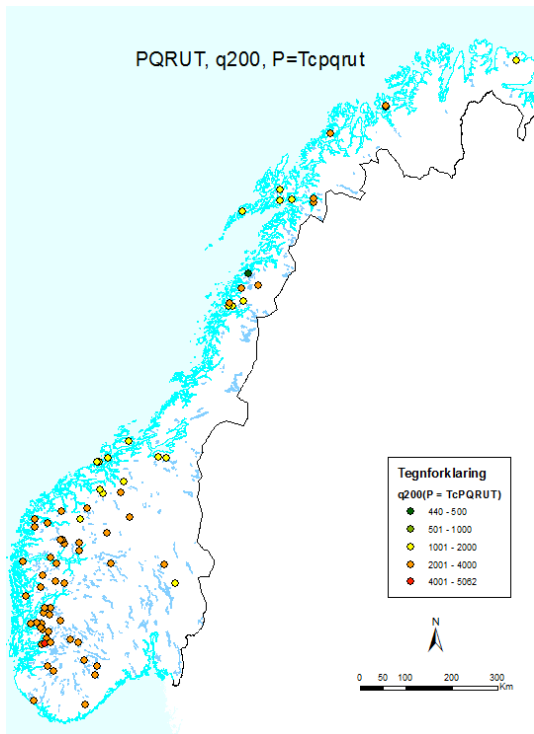 PQRUT, q200, P=Tcpqrut
Tegnforklaring
q200(P = TcPQRUT)
440 - 500
501 - 1000
1001 - 2000
2001 - 4000
4001 - 5062
N
0 50 100 200 300
Km